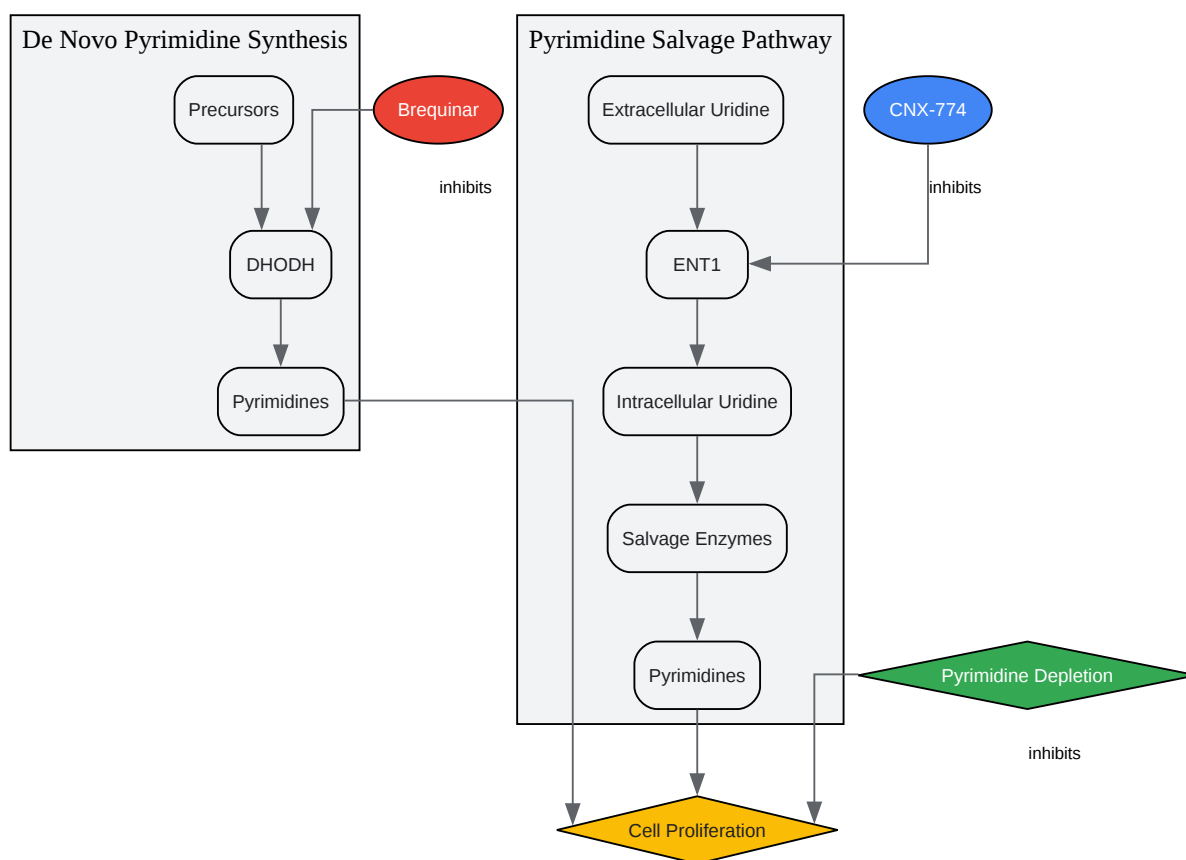 De Novo Pyrimidine Synthesis
Pyrimidine Salvage Pathway
Precursors
Brequinar
Extracellular Uridine
CNX-774
inhibits
inhibits
DHODH
ENT1
Pyrimidines
Intracellular Uridine
Salvage Enzymes
Pyrimidines
Pyrimidine Depletion
inhibits
Cell Proliferation